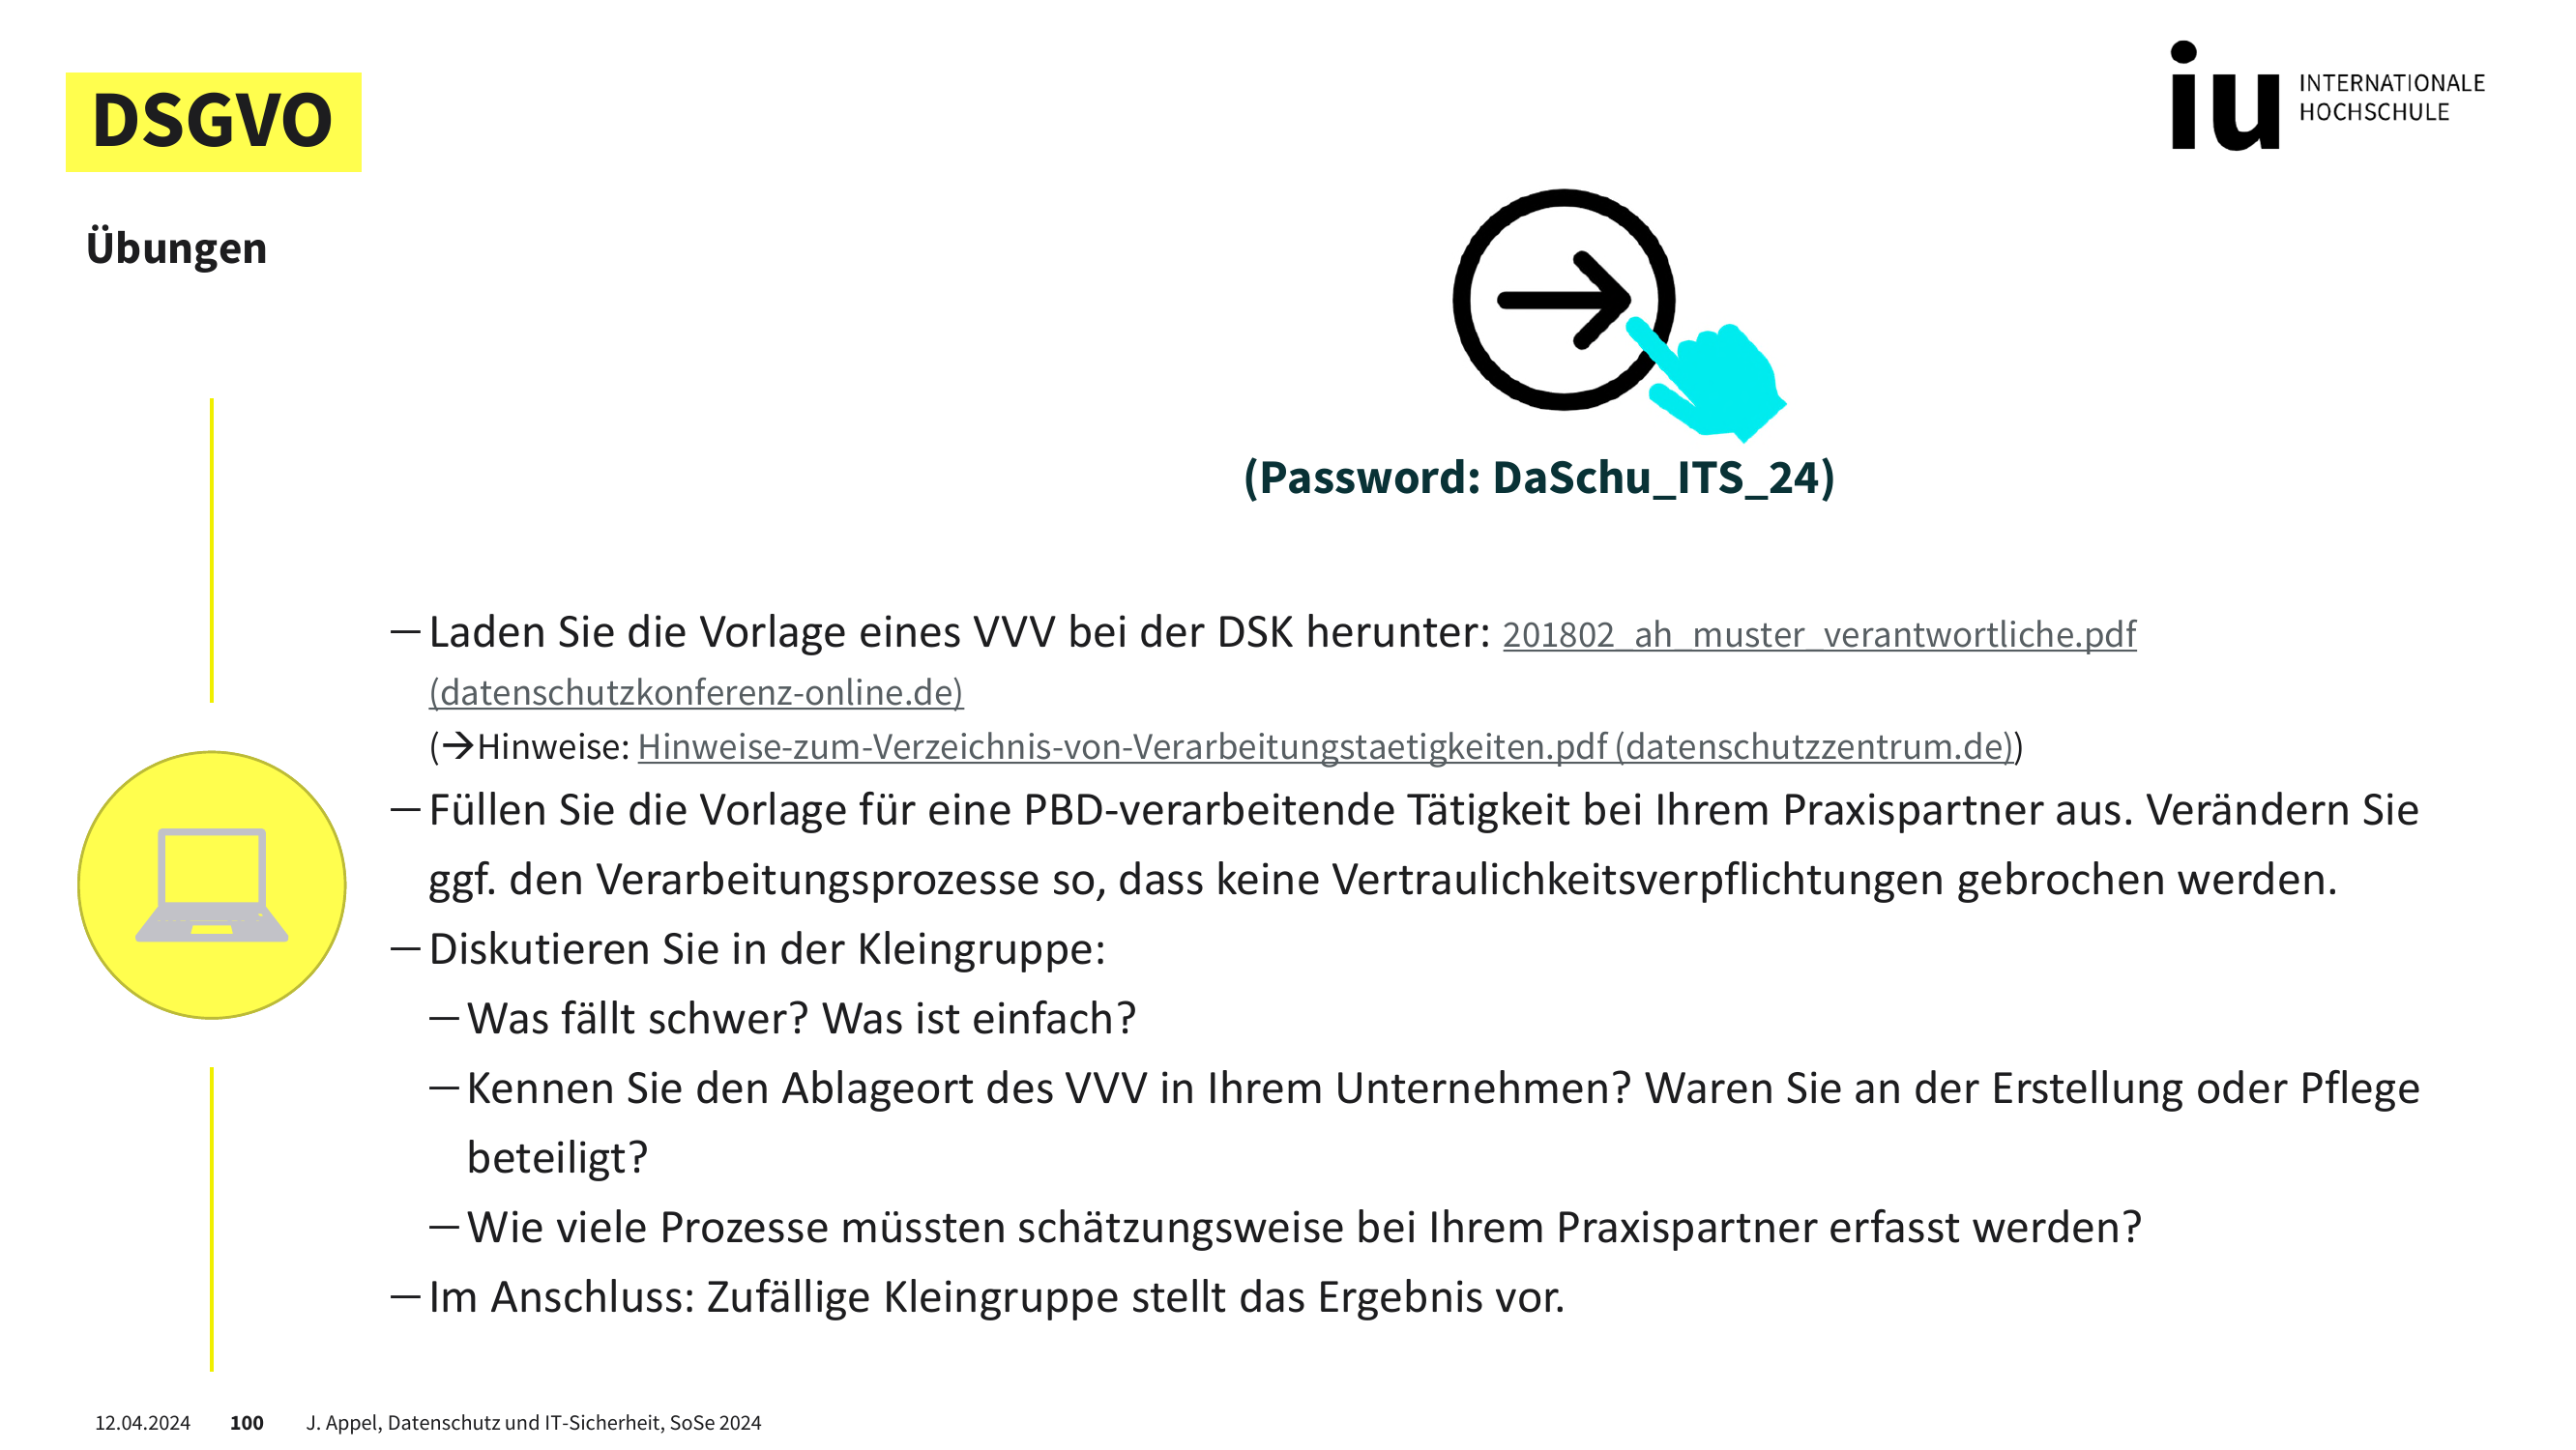 DSGVO
iu INTERNATIONALE
HOCHSCHULE
Übungen
(Password: DaSchu_ITS_24)
– Laden Sie die Vorlage eines VVV bei der DSK herunter: 201802_ah_muster_verantwortliche.pdf
(datenschutzkonferenz-online.de)
(→Hinweise: Hinweise-zum-Verzeichnis-von-Verarbeitungstaetigkeiten.pdf (datenschutzzentrum.de))
– Füllen Sie die Vorlage für eine PBD-verarbeitende Tätigkeit bei Ihrem Praxispartner aus. Verändern Sie
ggf. den Verarbeitungsprozesse so, dass keine Vertraulichkeitsverpflichtungen gebrochen werden.
– Diskutieren Sie in der Kleingruppe:
– Was fällt schwer? Was ist einfach?
– Kennen Sie den Ablageort des VVV in Ihrem Unternehmen? Waren Sie an der Erstellung oder Pflege
beteiligt?
– Wie viele Prozesse müssten schätzungsweise bei Ihrem Praxispartner erfasst werden?
– Im Anschluss: Zufällige Kleingruppe stellt das Ergebnis vor.
12.04.2024 100 J. Appel, Datenschutz und IT-Sicherheit, SoSe 2024